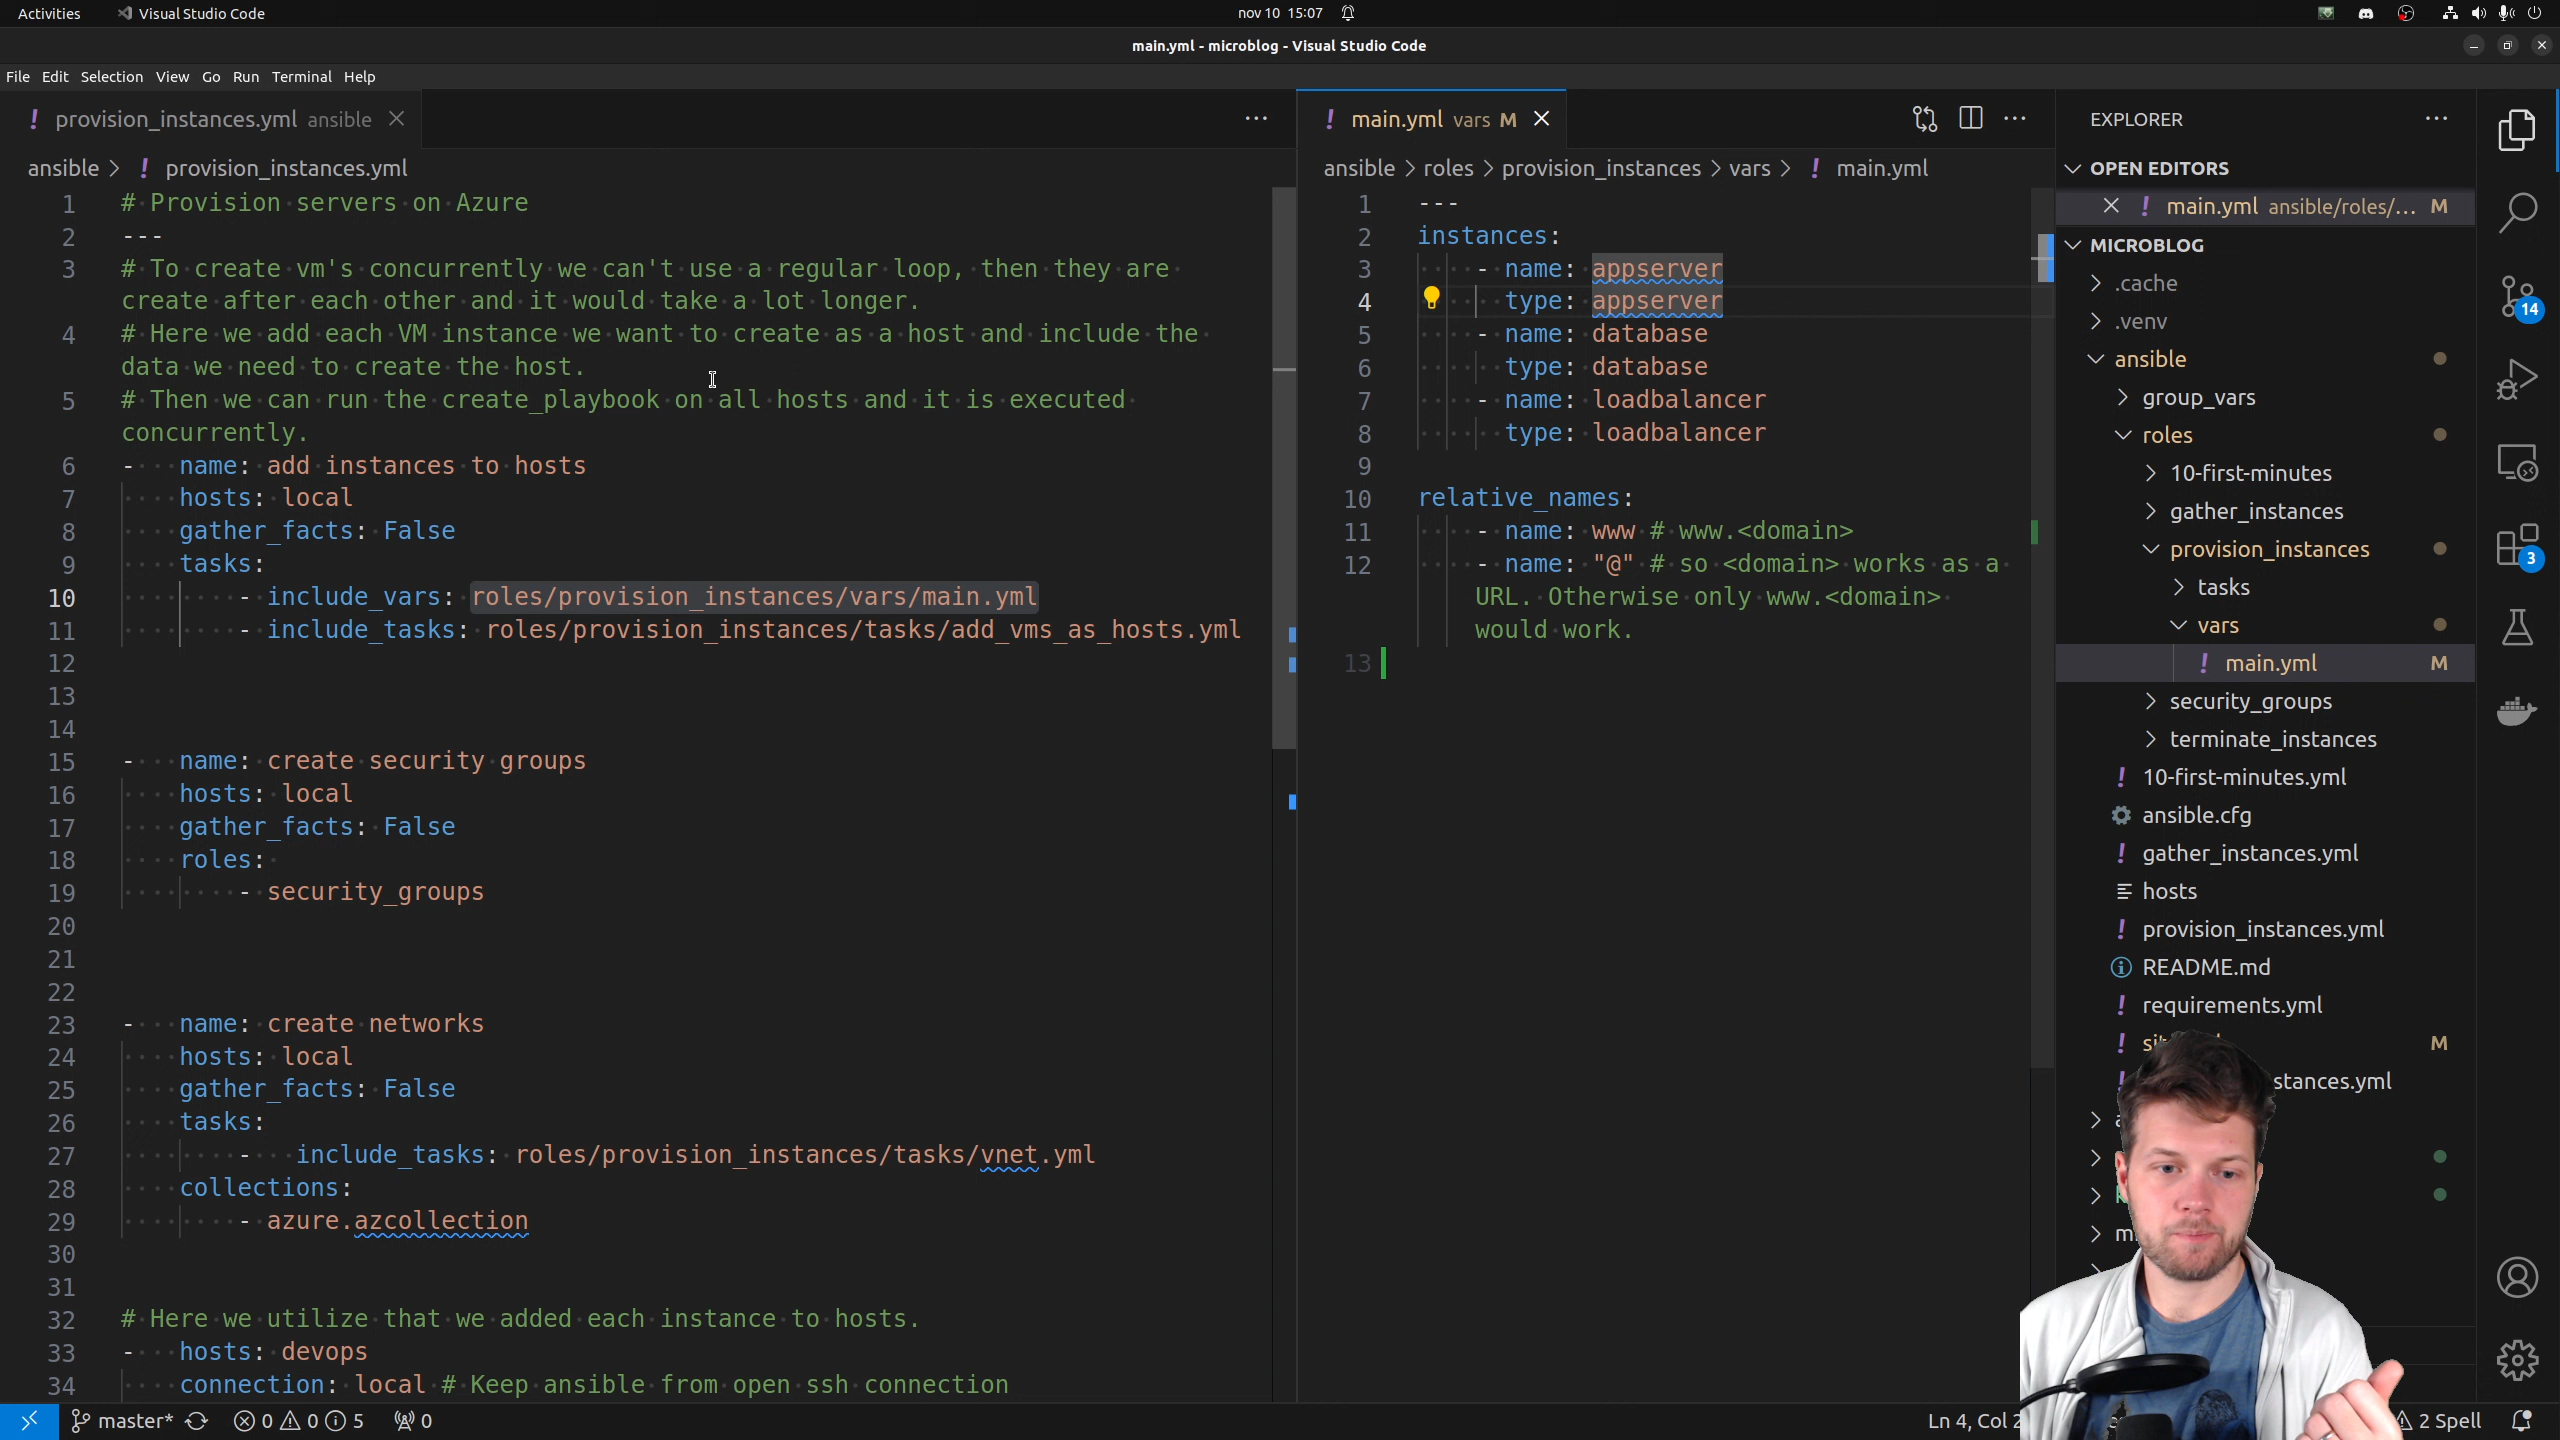 Activities
Visual Studio Code
nov 10 15:07
main.yml - microblog - Visual Studio Code
File Edit Selection View Go Run Terminal Help
provision_instances.yml ansible
ansible > provision_instances.yml
1 # Provision servers on Azure
2 ---
3 # To create vm's concurrently we can't use a regular loop, then they are
create after each other and it would take a lot longer.
4 # Here we add each VM instance we want to create as a host and include the
data we need to create the host.
5 # Then we can run the create_playbook on all hosts and it is executed
concurrently.
6 - name: add instances to hosts
7 hosts: local
8 gather_facts: False
9 tasks:
10 - include_vars: roles/provision_instances/vars/main.yml
11 - include_tasks: roles/provision_instances/tasks/add_vms_as_hosts.yml
12
13
14
15 - name: create security groups
16 hosts: local
17 gather_facts: False
18 roles:
19 - security_groups
20
21
22
23 - name: create networks
24 hosts: local
25 gather_facts: False
26 tasks:
27 - include_tasks: roles/provision_instances/tasks/vnet.yml
28 collections:
29 - azure.azcollection
30
31
32 # Here we utilize that we added each instance to hosts.
33 - hosts: devops
34 connection: local # Keep ansible from open ssh connection
main.yml vars M
ansible > roles > provision_instances > vars > main.yml
1 ---
2 instances:
3 - name: appserver
4 type: appserver
5 - name: database
6 type: database
7 - name: loadbalancer
8 type: loadbalancer
9
10 relative_names:
11 - name: www # www.<domain>
12 - name: "@" # so <domain> works as a
URL. Otherwise only www.<domain>
would work.
13
EXPLORER
OPEN EDITORS
main.yml ansible/roles/... M
MICROBLOG
.cache
.venv
ansible
group_vars
roles
10-first-minutes
gather_instances
provision_instances
tasks
vars
main.yml M
security_groups
terminate_instances
10-first-minutes.yml
ansible.cfg
gather_instances.yml
hosts
provision_instances.yml
README.md
requirements.yml
M
stances.yml
14
3
master* 0 0 5 0
Ln 4, Col
2 Spell